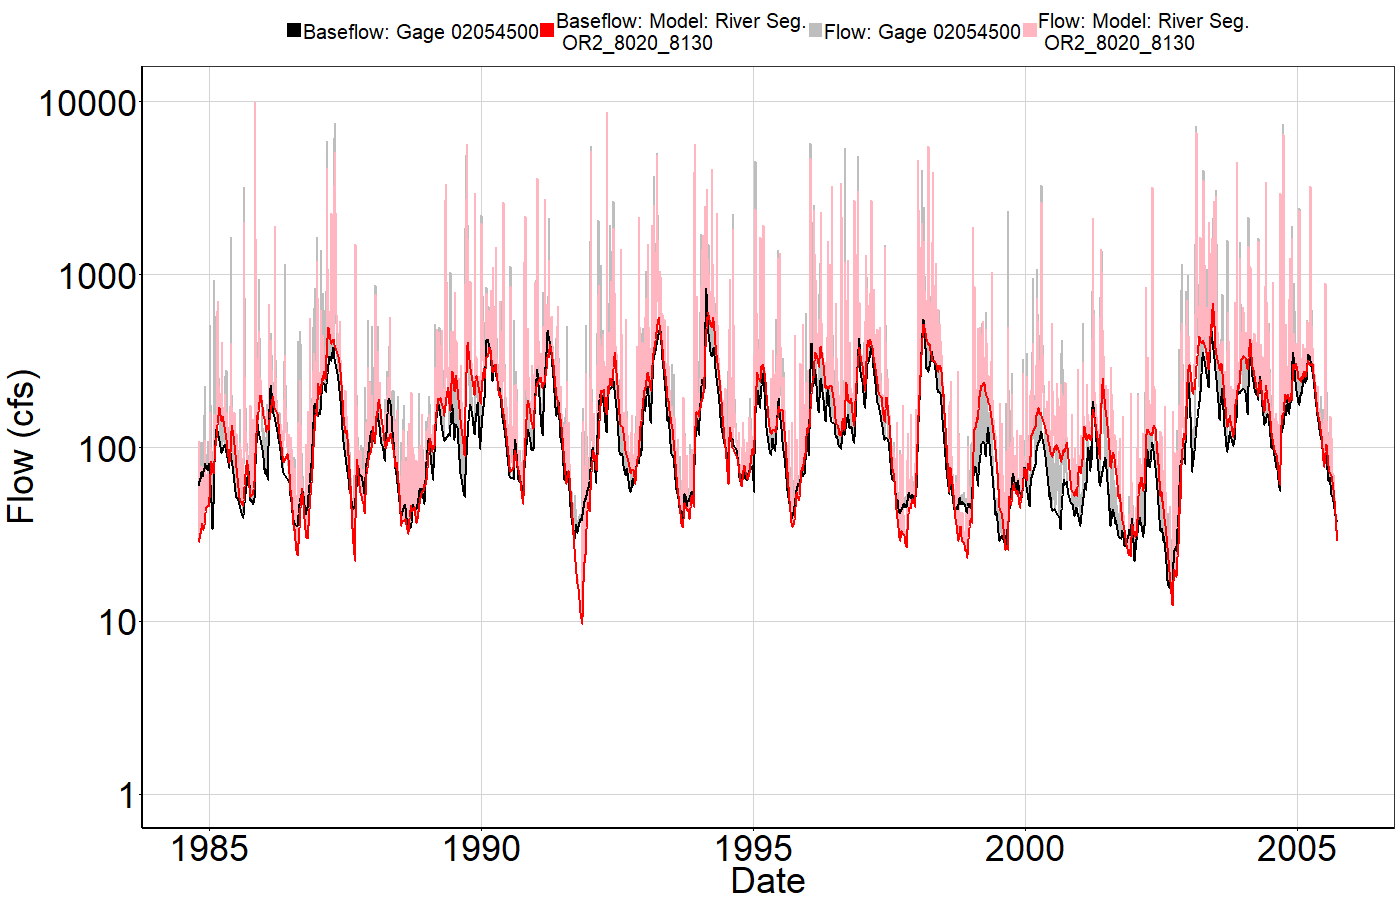 Baseflow: Gage 02054500 Baseflow: Model: River Seg. Flow: Gage 02054500 Flow: Model: River Seg.
OR2_8020_8130 OR2_8020_8130
10000
1000
100
10
1
Flow (cfs)
1985 1990 1995 2000 2005
Date